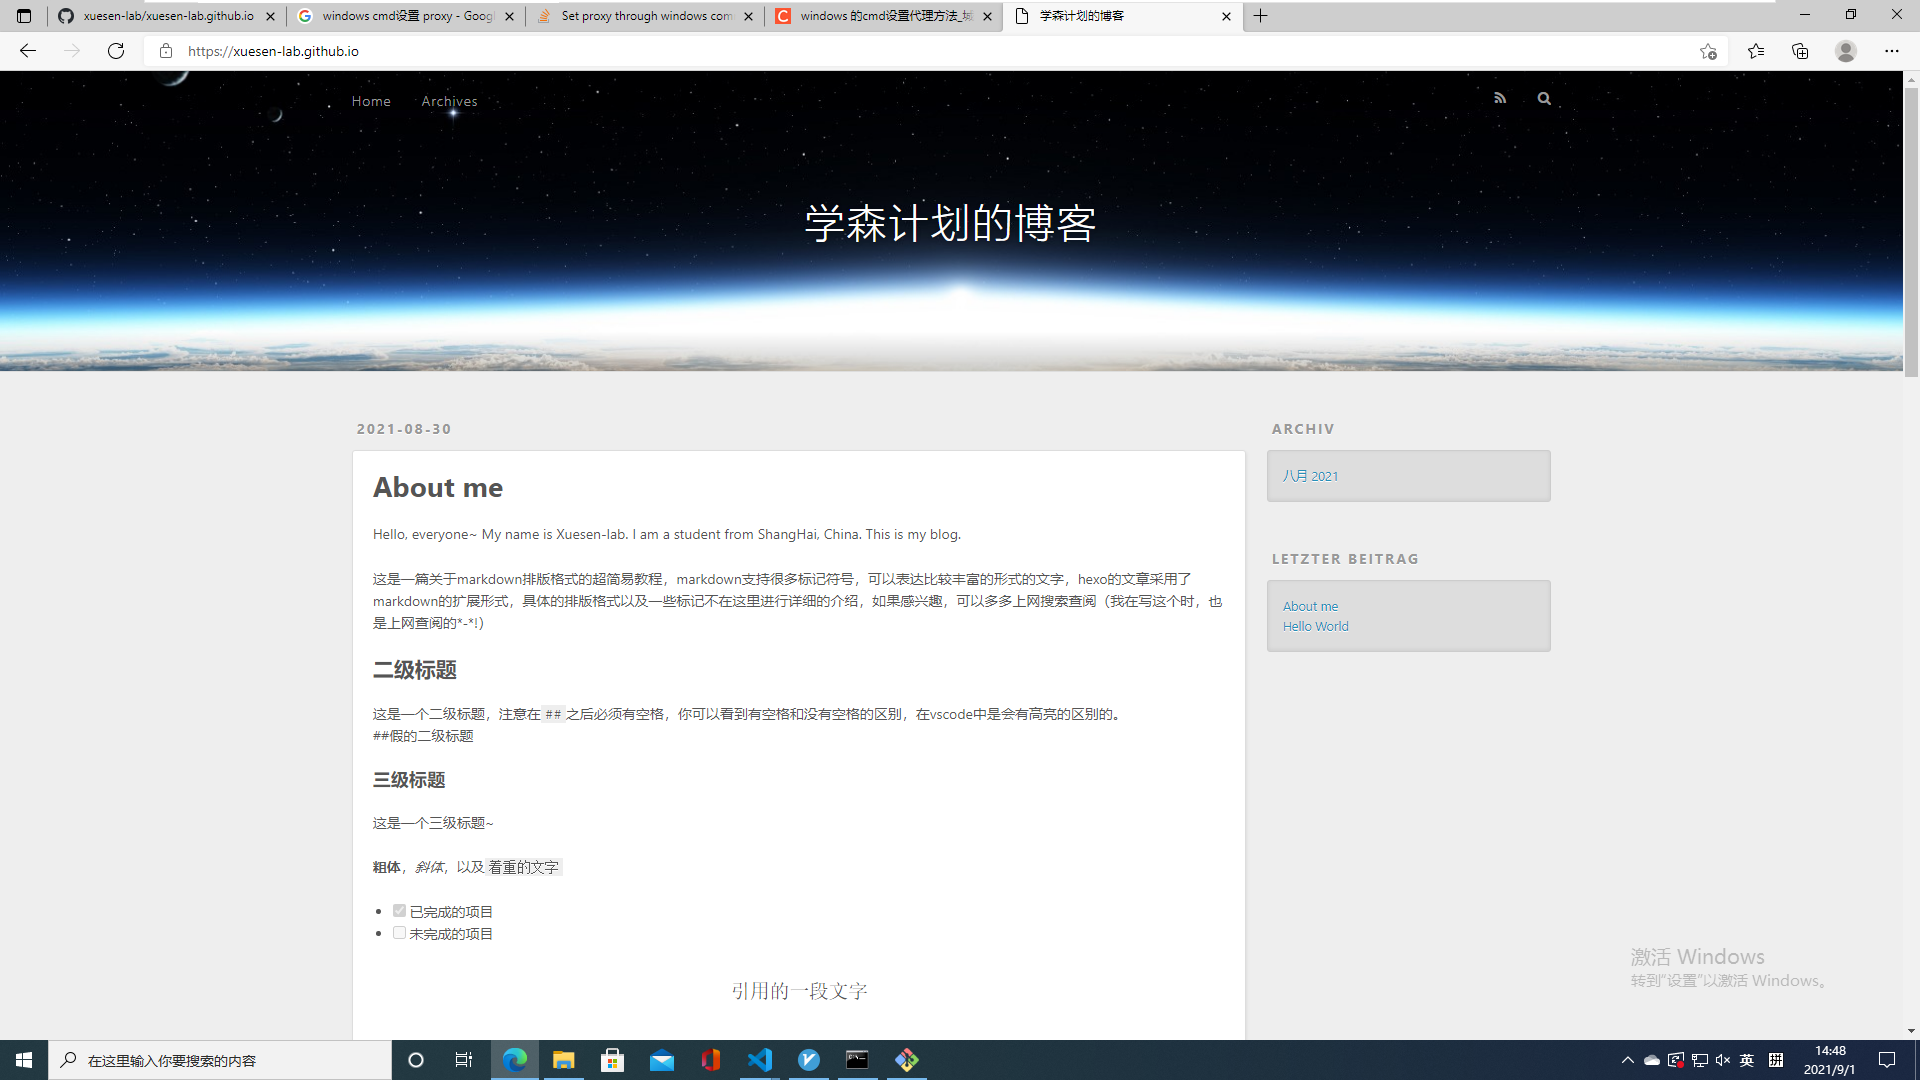 xuesen-lab/xuesen-lab.github.io
windows cmd设置 proxy - Goog
Set proxy through windows com
windows 的cmd设置代理方法_城
学森计划的博客
https://xuesen-lab.github.io
Home
Archives
学森计划的博客
2021-08-30
About me
Hello, everyone~ My name is Xuesen-lab. I am a student from ShangHai, China. This is my blog.
这是一篇关于markdown排版格式的超简易教程，markdown支持很多标记符号，可以表达比较丰富的形式的文字，hexo的文章采用了
markdown的扩展形式，具体的排版格式以及一些标记不在这里进行详细的介绍，如果感兴趣，可以多多上网搜索查阅（我在写这个时，也
是上网查阅的*-*!）
二级标题
这是一个二级标题，注意在 ## 之后必须有空格，你可以看到有空格和没有空格的区别，在vscode中是会有高亮的区别的。
##假的二级标题
三级标题
这是一个三级标题~
粗体，斜体，以及 着重的文字
已完成的项目
未完成的项目
引用的一段文字
ARCHIV
八月 2021
LETZTER BEITRAG
About me
Hello World
激活 Windows
转到“设置”以激活 Windows。
在这里输入你要搜索的内容
英
拼
14:48
2021/9/1